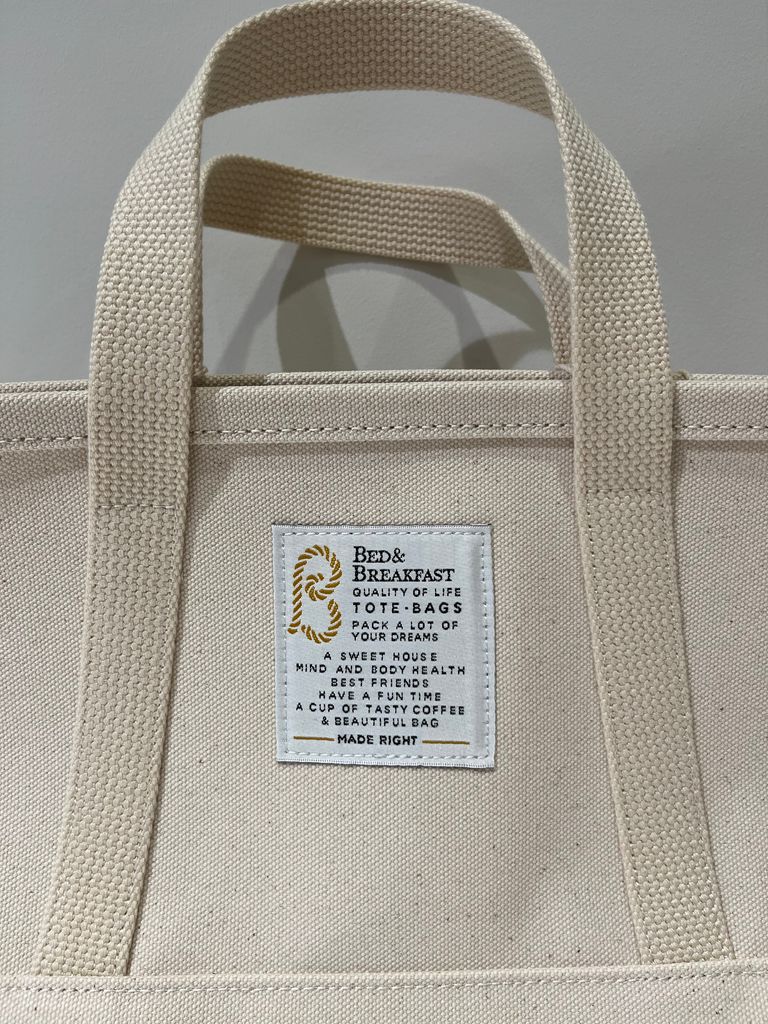 BED &
BREAKFAST
QUALITY OF LIFE
TOTE-BAGS
PACK A LOT OF
YOUR DREAMS
A SWEET HOUSE
MIND AND BODY HEALTH
BEST FRIENDS
HAVE A FUN TIME
A CUP OF TASTY COFFEE
& BEAUTIFUL BAG
MADE RIGHT